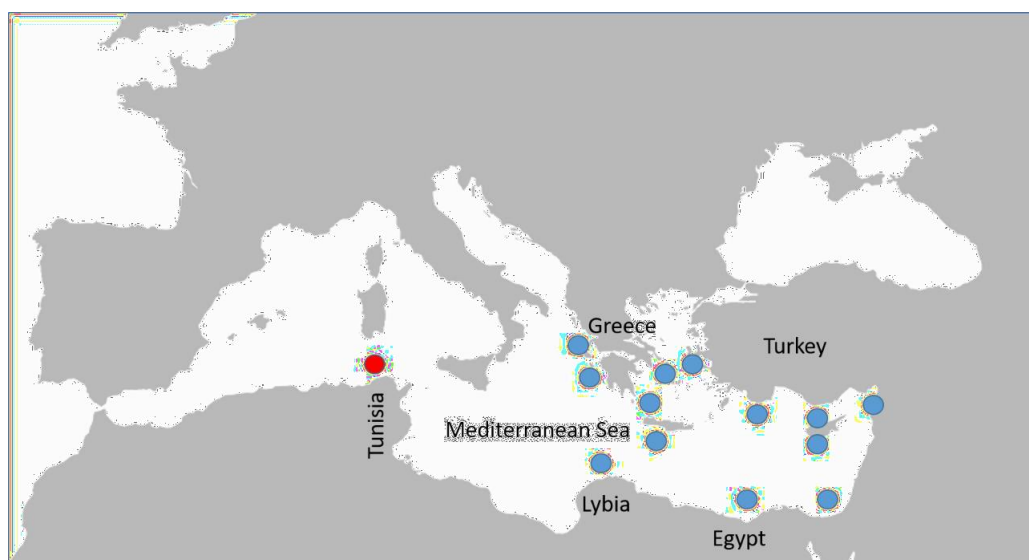 Greece
Turkey
Tunisia
Mediterranean Sea
Lybia
Egypt